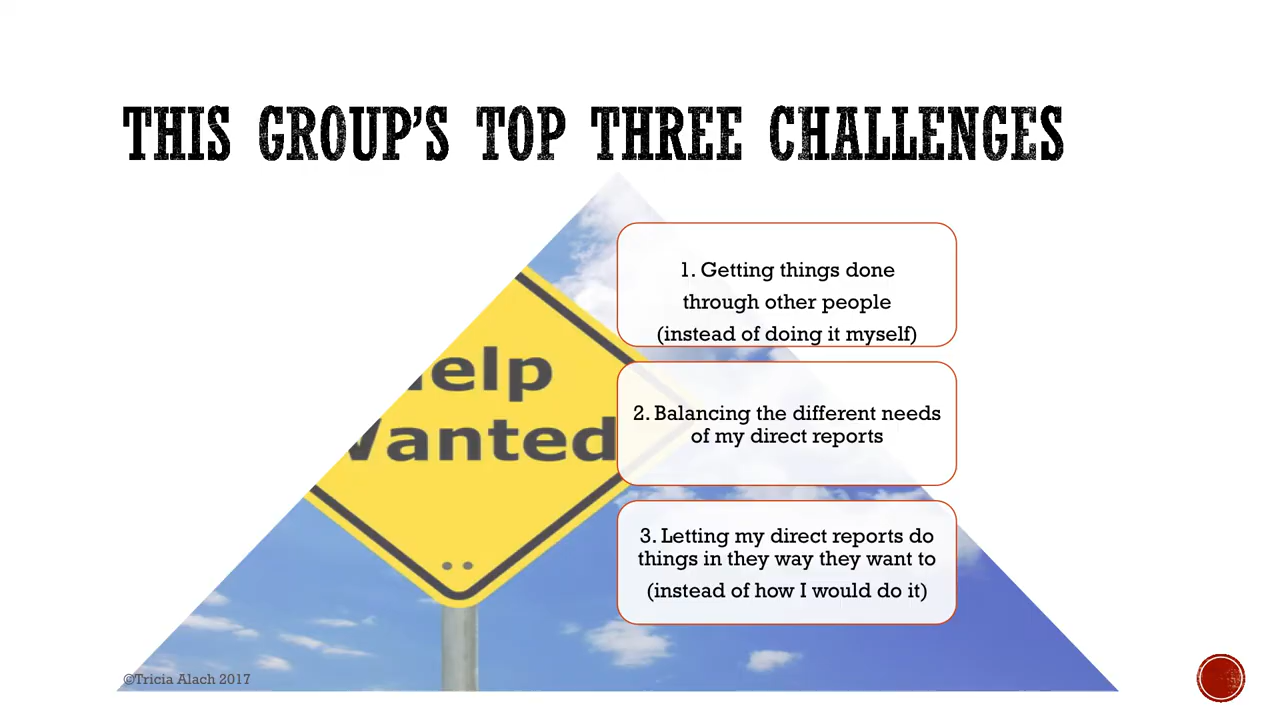 THIS GROUP'S TOP THREE CHALLENGES
1. Getting things done
through other people
(instead of doing it myself)
elp
Wanted
2. Balancing the different needs
of my direct reports
3. Letting my direct reports do
things in they way they want to
(instead of how I would do it)
©Tricia Alach 2017